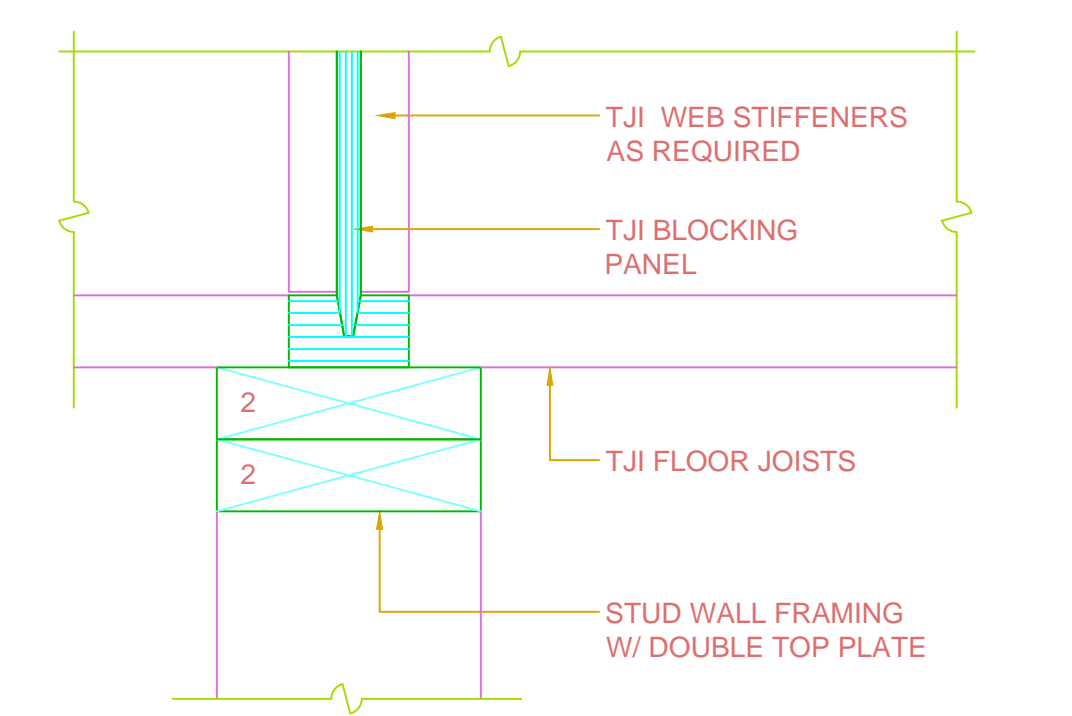 TJI  WEB STIFFENERS
AS REQUIRED
TJI BLOCKING
PANEL
2
2
TJI FLOOR JOISTS
STUD WALL FRAMING
W/ DOUBLE TOP PLATE